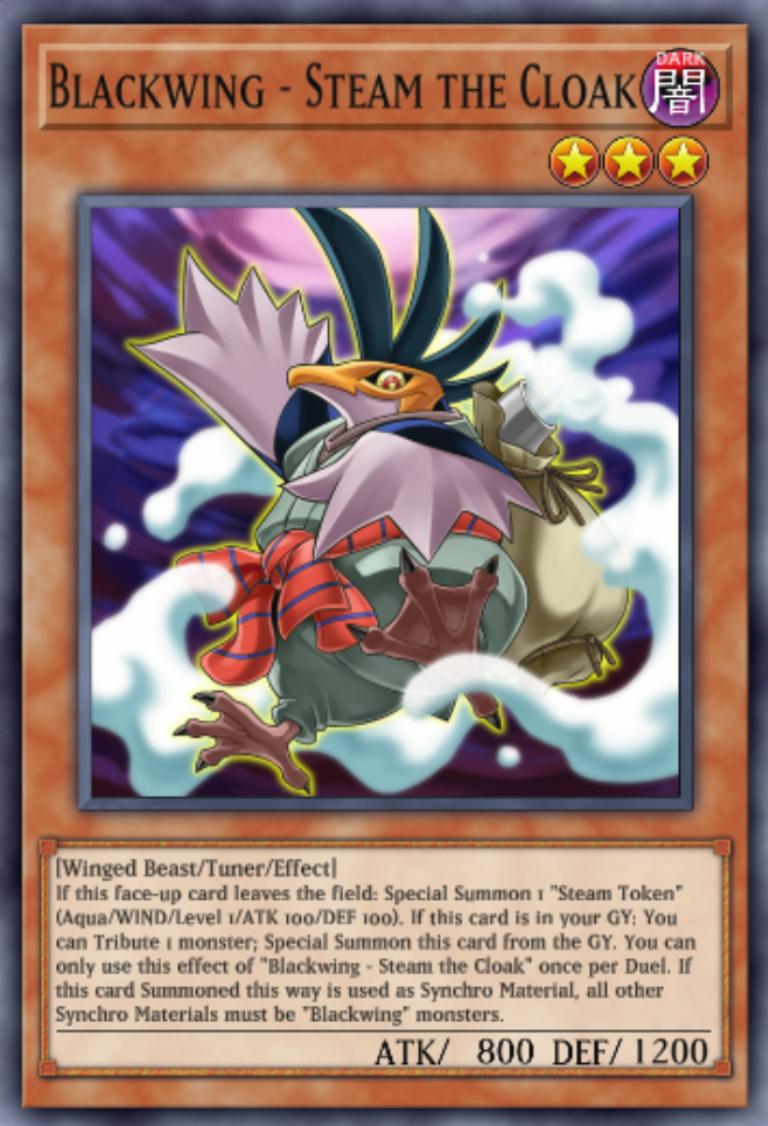 BLACKWING - STEAM THE CLOAK
DARK
闇
[Winged Beast/Tuner/Effect]
If this face-up card leaves the field: Special Summon 1 "Steam Token"
(Aqua/WIND/Level 1/ATK 100/DEF 100). If this card is in your GY: You
can Tribute 1 monster; Special Summon this card from the GY. You can
only use this effect of "Blackwing - Steam the Cloak" once per Duel. If
this card Summoned this way is used as Synchro Material, all other
Synchro Materials must be "Blackwing" monsters.
ATK/ 800 DEF/ 1200